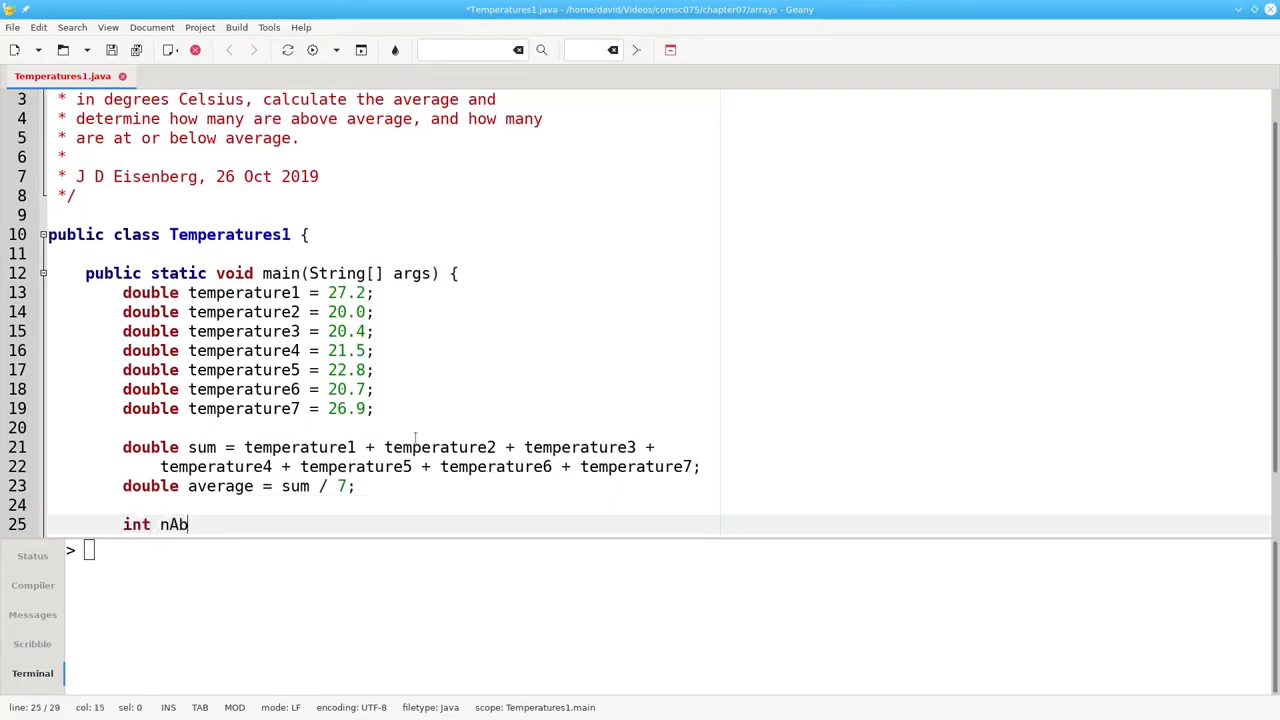 *Temperatures1.java - /home/david/Videos/comsc075/chapter07/arrays - Geany
File Edit Search View Document Project Build Tools Help
Temperatures1.java
3 * in degrees Celsius, calculate the average and
4 * determine how many are above average, and how many
5 * are at or below average.
6 *
7 * J D Eisenberg, 26 Oct 2019
8 */
9
10 public class Temperatures1 {
11
12 public static void main(String[] args) {
13 double temperature1 = 27.2;
14 double temperature2 = 20.0;
15 double temperature3 = 20.4;
16 double temperature4 = 21.5;
17 double temperature5 = 22.8;
18 double temperature6 = 20.7;
19 double temperature7 = 26.9;
20
21 double sum = temperature1 + temperature2 + temperature3 +
22 temperature4 + temperature5 + temperature6 + temperature7;
23 double average = sum / 7;
24
25 int nAb
>
Status
Compiler
Messages
Scribble
Terminal
line: 25 / 29 col: 15 sel: 0 INS TAB MOD mode: LF encoding: UTF-8 filetype: Java scope: Temperatures1.main